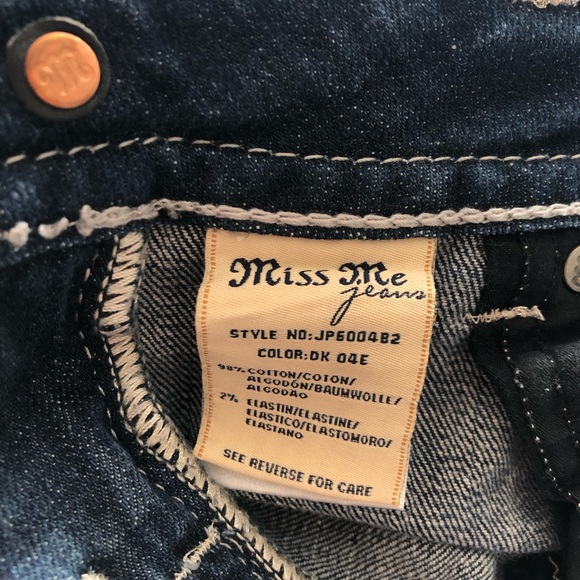 m
Miss Me
jeans
STYLE NO:JP6004B2
COLOR:DK 04E
98% COTTON/COTON/
ALGODÓN/BAUMWOLLE/
ALGODAO
2% ELASTIN/ELASTINE/
ELASTICO/ELASTOMORO/
ELASTANO
SEE REVERSE FOR CARE